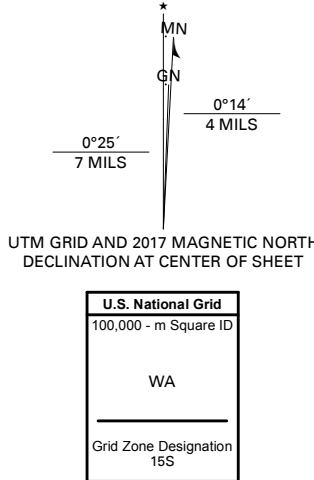 MN
GN
0°14´
4 MILS
0°25´
7 MILS
UTM GRID AND 2017 MAGNETIC NORTH
DECLINATION AT CENTER OF SHEET
U.S. National Grid
100,000 - m Square ID
WA
Grid Zone Designation
15S